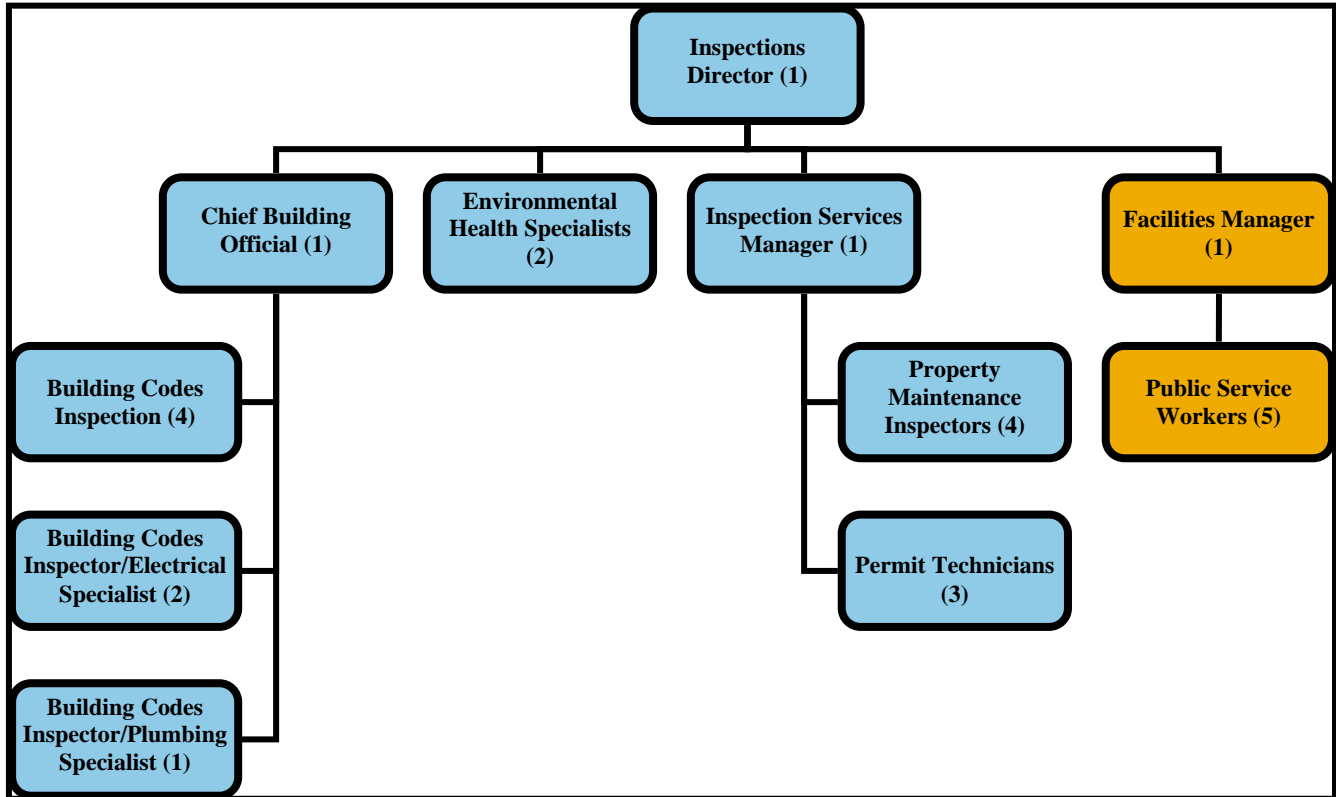 Inspections
Director (1)
Chief Building
Official (1)
Environmental
Health Specialists
(2)
Inspection Services
Manager (1)
Facilities Manager
(1)
Building Codes
Inspection (4)
Property
Maintenance
Inspectors (4)
Public Service
Workers (5)
Building Codes
Inspector/Electrical
Specialist (2)
Permit Technicians
(3)
Building Codes
Inspector/Plumbing
Specialist (1)